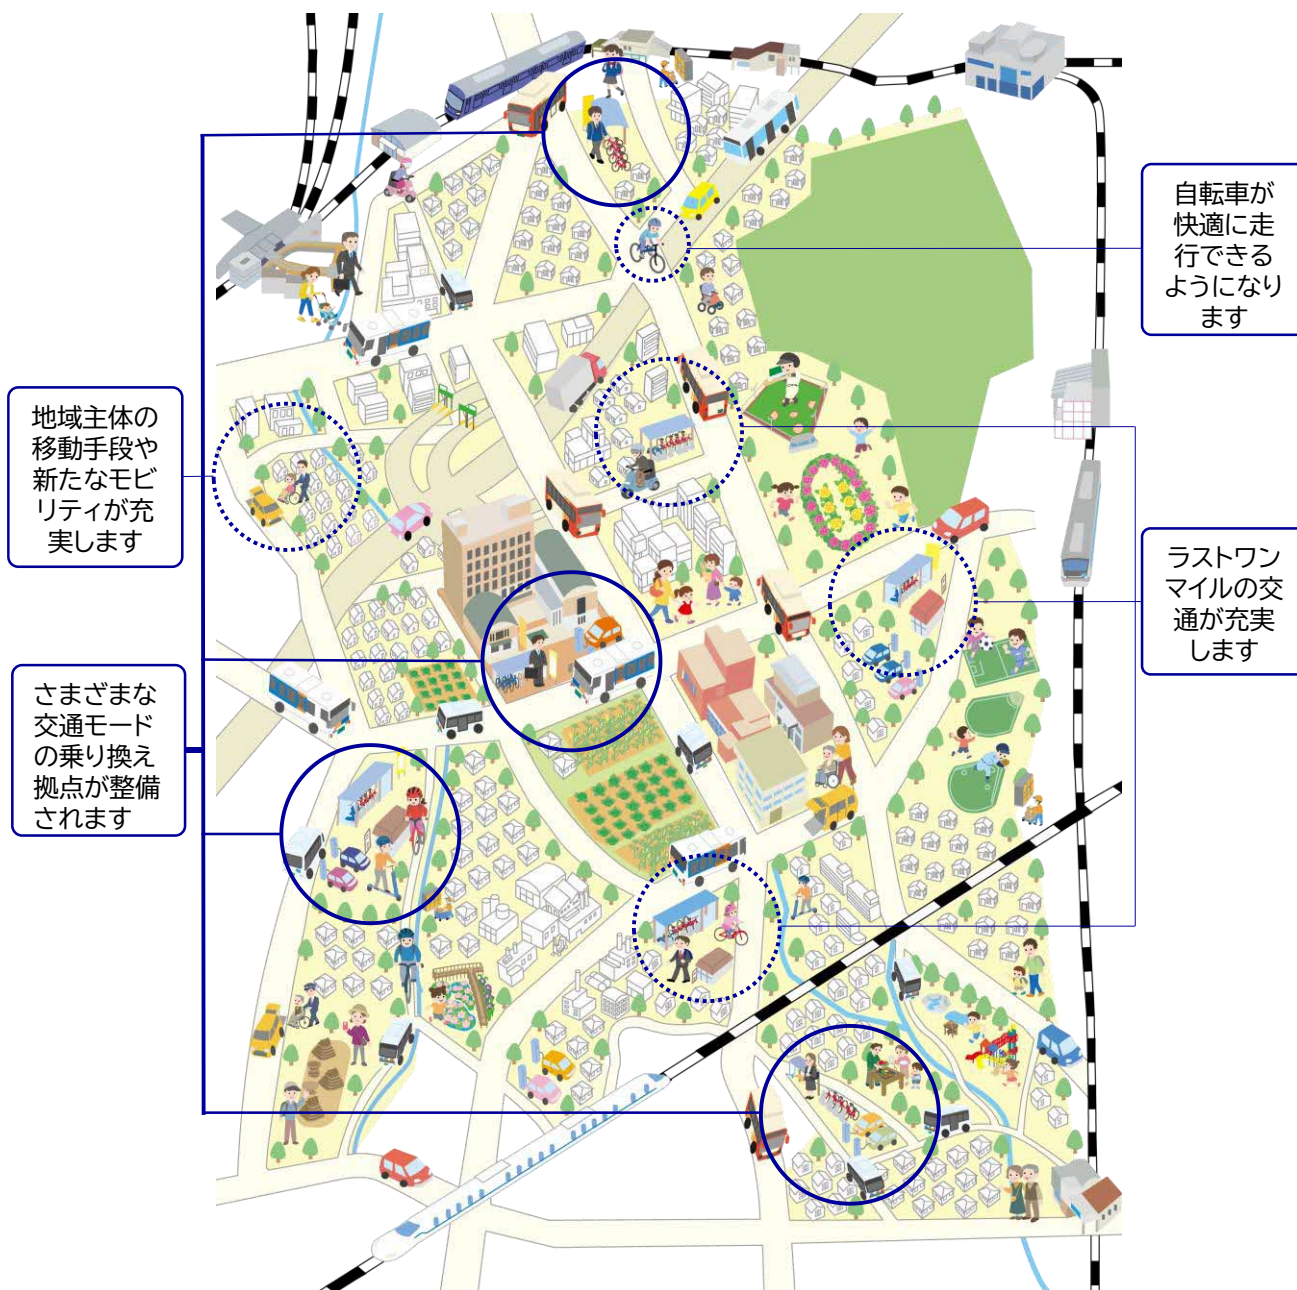 自転車が
快適に走
行できる
ようになり
ます
地域主体の
移動手段や
新たなモビ
リティが充
実します
ラストワン
マイルの交
通が充実
します
さまざまな
交通モード
の乗り換え
拠点が整備
されます